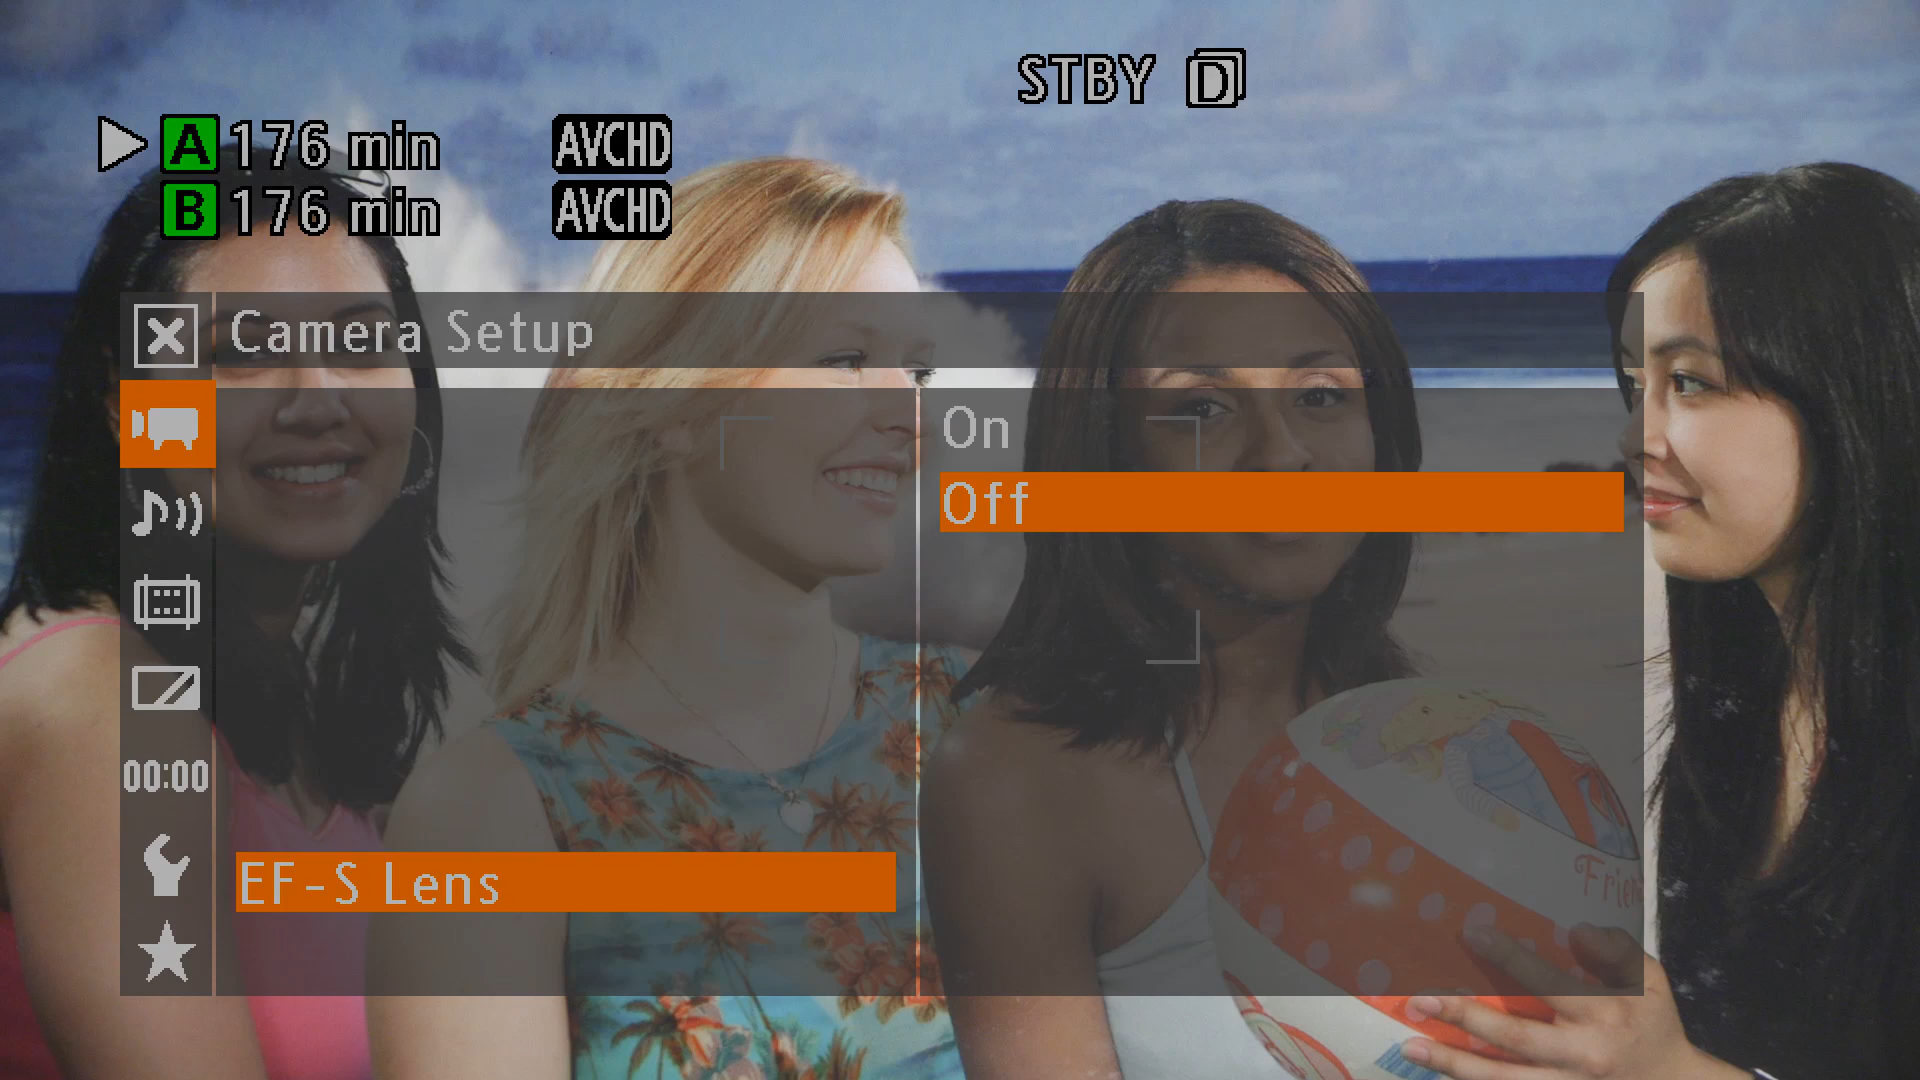 STBY D
A 176 min AVCHD
B 176 min AVCHD
Camera Setup
On
Off
00:00
EF-S Lens